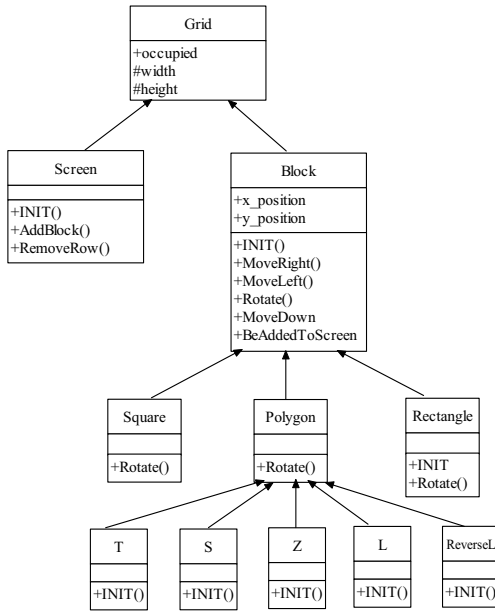 Grid
+occupied
#width
#height
Screen
+INIT()
+AddBlock()
+RemoveRow()
Block
+x_position
+y_position
+INIT()
+MoveRight()
+MoveLeft()
+Rotate()
+MoveDown
+BeAddedToScreen
Square
+Rotate()
Polygon
+Rotate()
Rectangle
+INIT
+Rotate()
T
+INIT()
S
+INIT()
Z
+INIT()
L
+INIT()
ReverseL
+INIT()